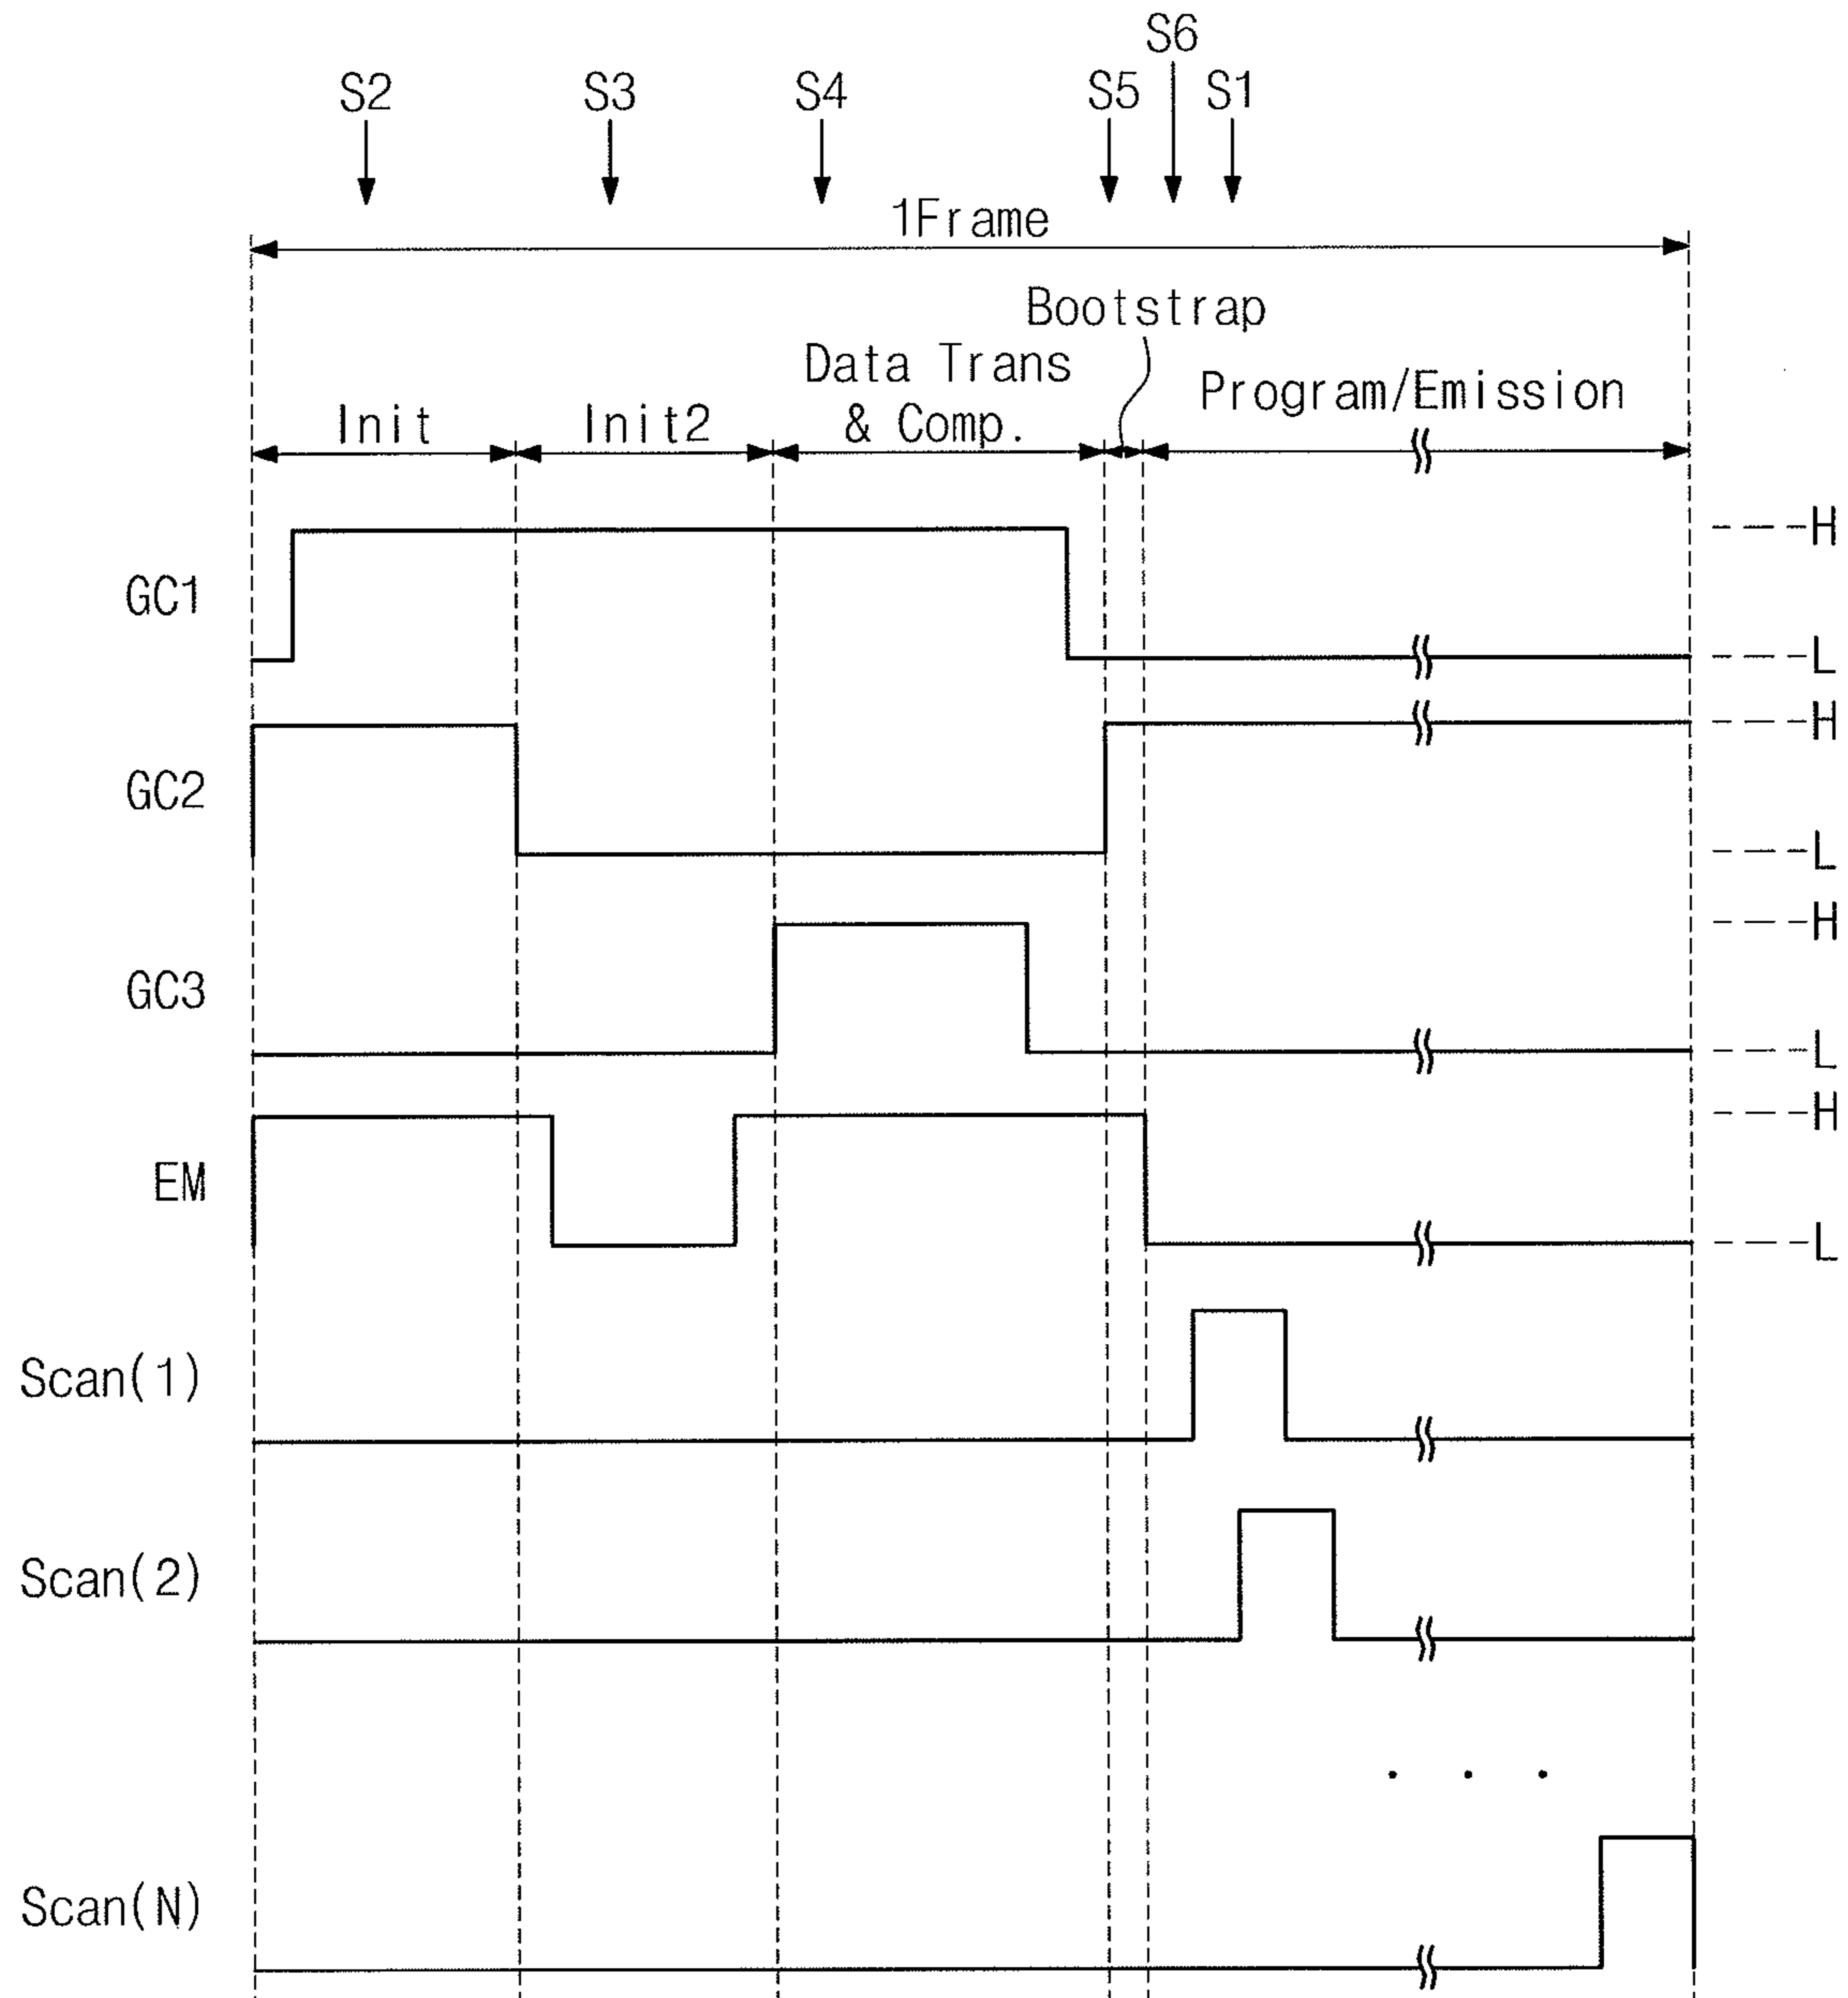 S6
S2 S3 S4 S5 S1
1Frame
Bootstrap
Data Trans
& Comp.
Program/Emission
Init Init2
GC1 H
L
GC2 H
L
GC3 H
L
EM H
L
Scan(1)
Scan(2)
. . .
Scan(N)